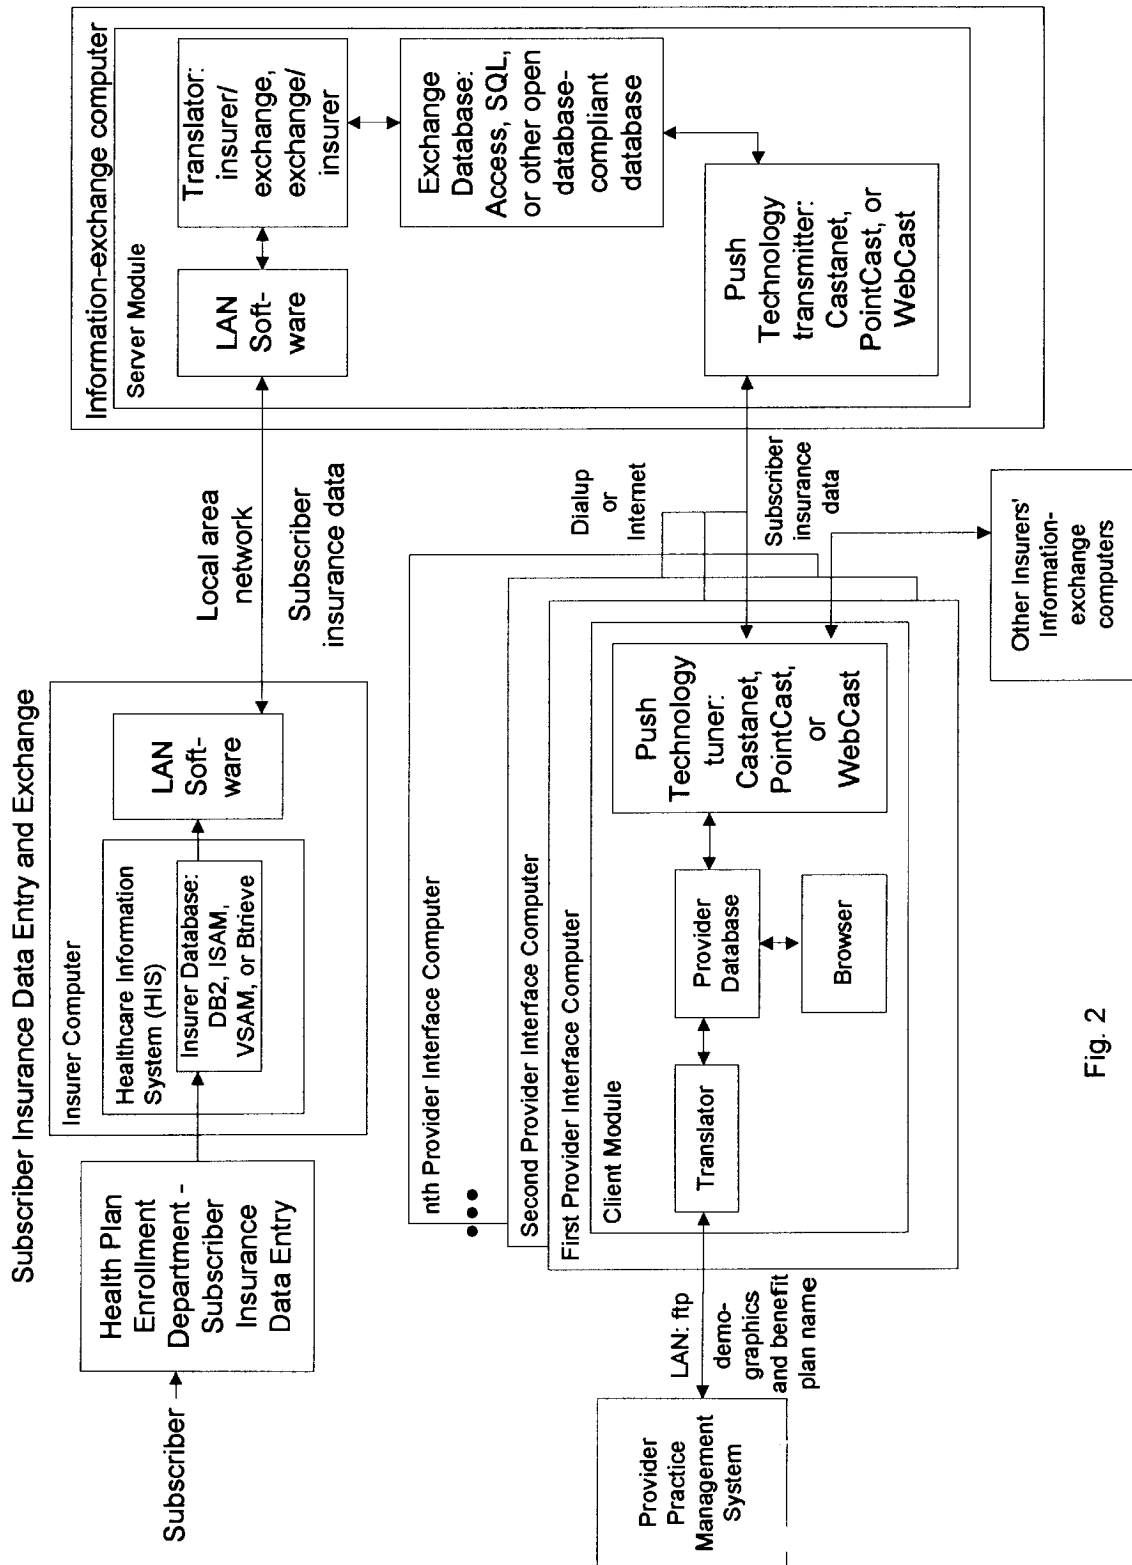 Subscriber Insurance Data Entry and Exchange
Subscriber
Health Plan
Enrollment
Department -
Subscriber
Insurance
Data Entry
Insurer Computer
Healthcare Information
System (HIS)
Insurer Database:
DB2, ISAM,
VSAM, or Btrieve
LAN
Soft-
ware
Local area
network
Subscriber
insurance data
Information-exchange computer
Server Module
LAN
Soft-
ware
Translator:
insurer/
exchange,
exchange/
insurer
Exchange
Database:
Access, SQL,
or other open
database-
compliant
database
Push
Technology
transmitter:
Castanet,
PointCast, or
WebCast
Dialup
or
Internet
Subscriber
insurance
data
nth Provider Interface Computer
Second Provider Interface Computer
First Provider Interface Computer
Client Module
Translator
Provider
Database
Browser
Push
Technology
tuner:
Castanet,
PointCast,
or
WebCast
LAN: ftp
demo-
graphics
and benefit
plan name
Provider
Practice
Management
System
Other Insurers'
Information-
exchange
computers
Fig. 2